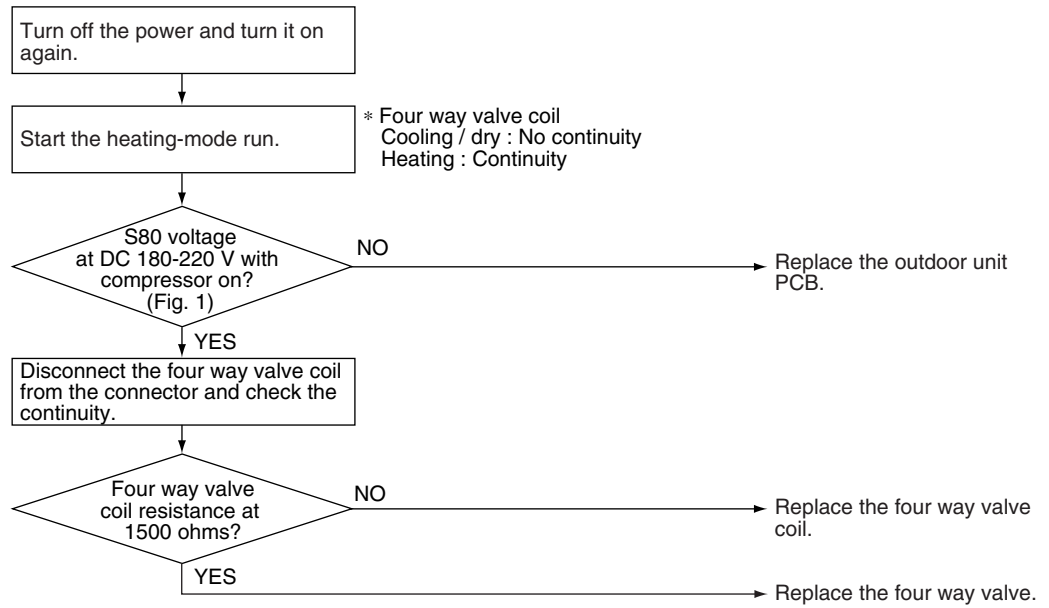 Turn off the power and turn it on
again.
Start the heating-mode run.
* Four way valve coil
Cooling / dry : No continuity
Heating : Continuity
S80 voltage
at DC 180-220 V with
compressor on?
(Fig. 1)
NO
Replace the outdoor unit
PCB.
YES
Disconnect the four way valve coil
from the connector and check the
continuity.
Four way valve
coil resistance at
1500 ohms?
NO
Replace the four way valve
coil.
YES
Replace the four way valve.